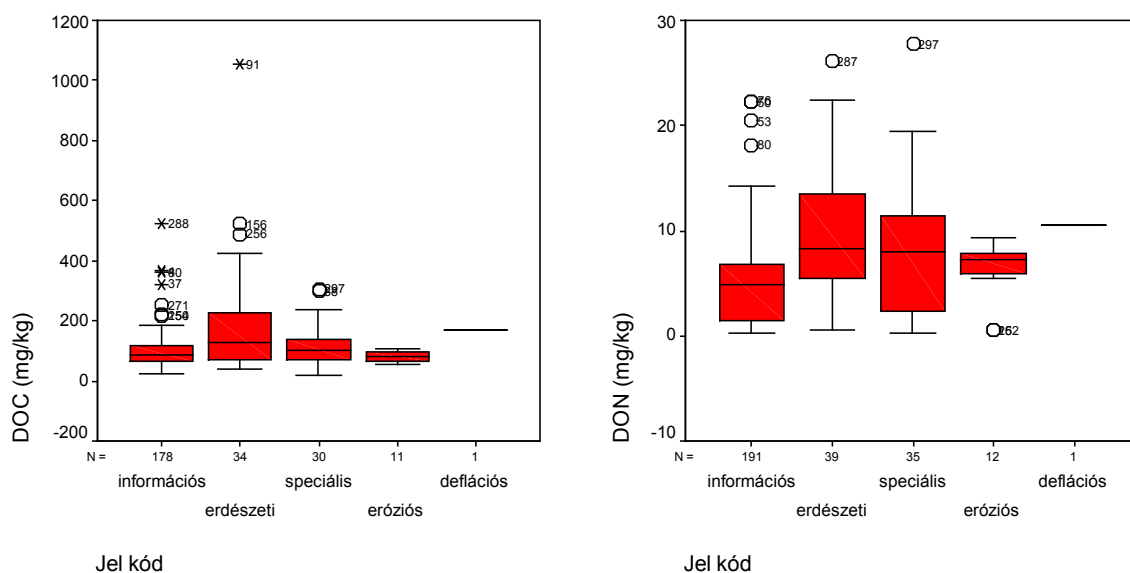 1200
1000
800
600
400
200
0
-200
DOC (mg/kg)
91
288
37
271
156
256
297
N = 178 34 30 11 1
információs speciális deflációs
erdészeti eróziós
Jel kód
30
20
10
0
-10
DON (mg/kg)
53
80
287
297
N = 191 39 35 12 1
információs speciális deflációs
erdészeti eróziós
Jel kód